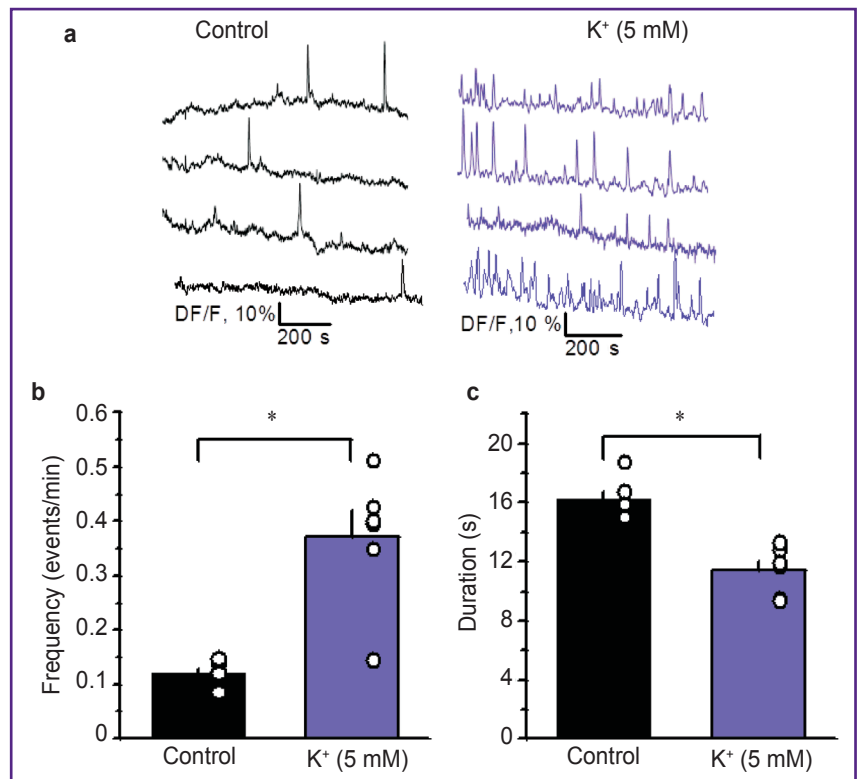 a
Control
K⁺ (5 mM)
DF/F, 10%
200 s
DF/F,10 %
200 s
b
Frequency (events/min)
0.6
0.5
0.4
0.3
0.2
0.1
0
*
Control
K⁺ (5 mM)
c
Duration (s)
20
16
12
8
4
0
*
Control
K⁺ (5 mM)